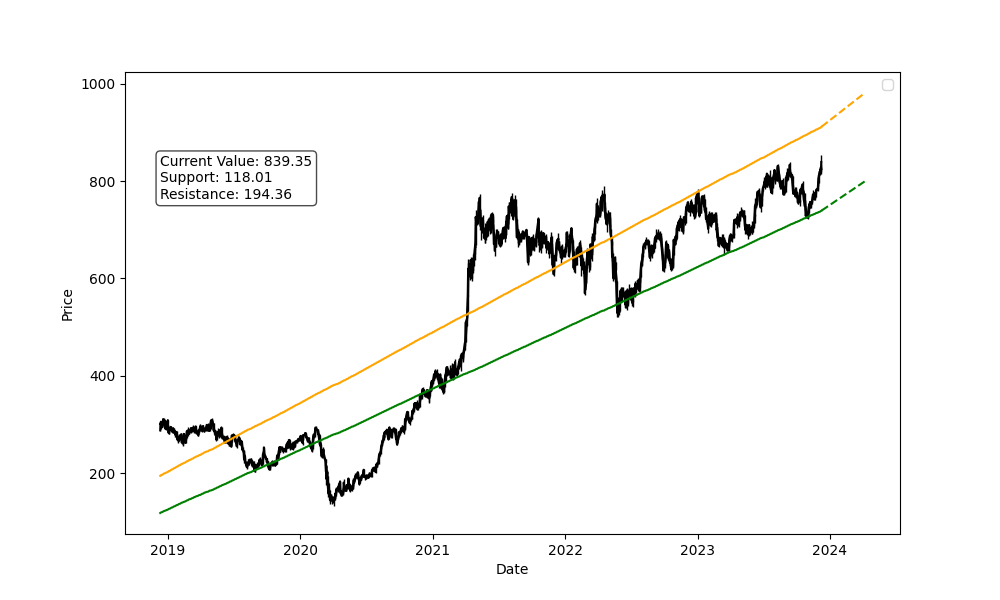 1000
800
600
400
200
Price
Current Value: 839.35
Support: 118.01
Resistance: 194.36
2019 2020 2021 2022 2023 2024
Date